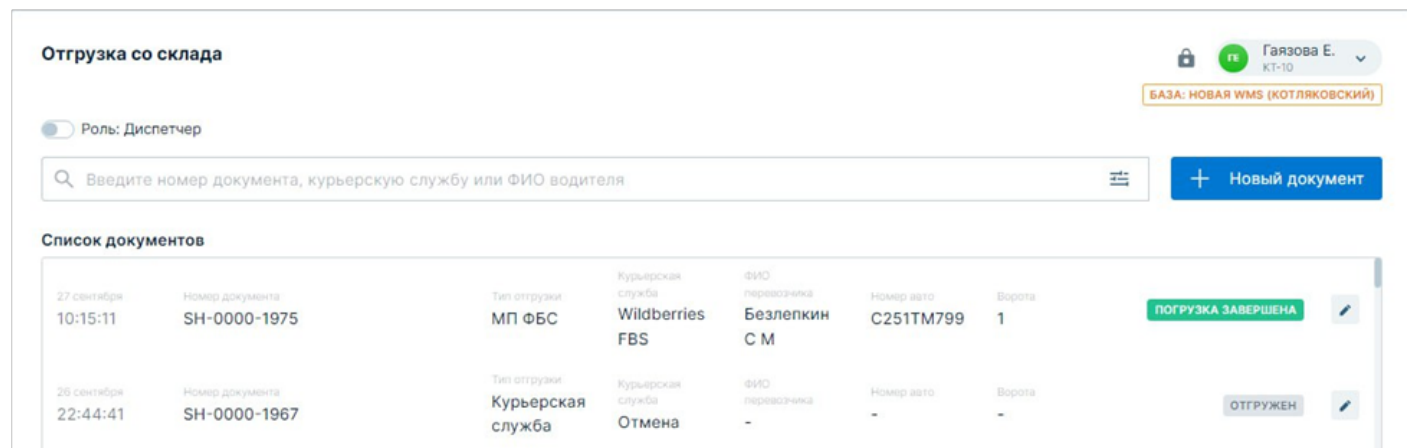 Отгрузка со склада
ГЕ
Гаязова Е.
КТ-10
БАЗА: НОВАЯ WMS (КОТЛЯКОВСКИЙ)
Роль: Диспетчер
Введите номер документа, курьерскую службу или ФИО водителя
Новый документ
Список документов
27 сентября
10:15:11
Номер документа
SH-0000-1975
Тип отгрузки
МП ФБС
Курьерская
служба
Wildberries
FBS
ФИО
перевозчика
Безлепкин
С М
Номер авто
С251ТМ799
Ворота
1
ПОГРУЗКА ЗАВЕРШЕНА
26 сентября
22:44:41
Номер документа
SH-0000-1967
Тип отгрузки
Курьерская
служба
Курьерская
служба
Отмена
ФИО
перевозчика
-
Номер авто
-
Ворота
-
ОТГРУЖЕН